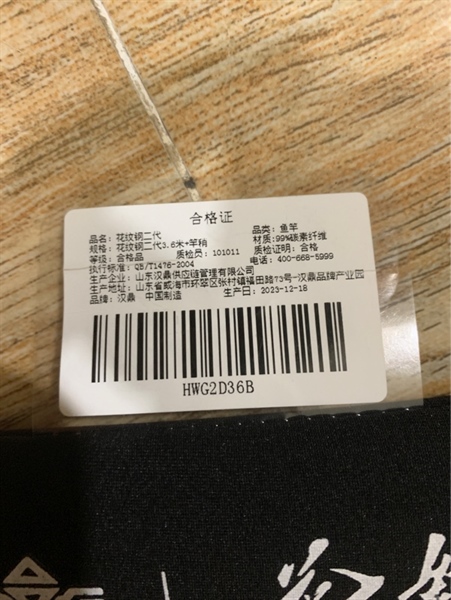 合格证
品名: 花纹钢二代 品类: 鱼竿
规格: 花纹钢二代3.6米+竿稍 材质:99%碳素纤维
等级: 合格品 质检员: 101011 质检证明: 合格
执行标准: QB/T1476-2004 电话: 400-668-5999
生产企业: 山东汉鼎供应链管理有限公司
生产地址: 山东省威海市环翠区张村镇福田路73号-汉鼎品牌产业园
品牌: 汉鼎 中国制造 生产日: 2023-12-18
HWG2D36B